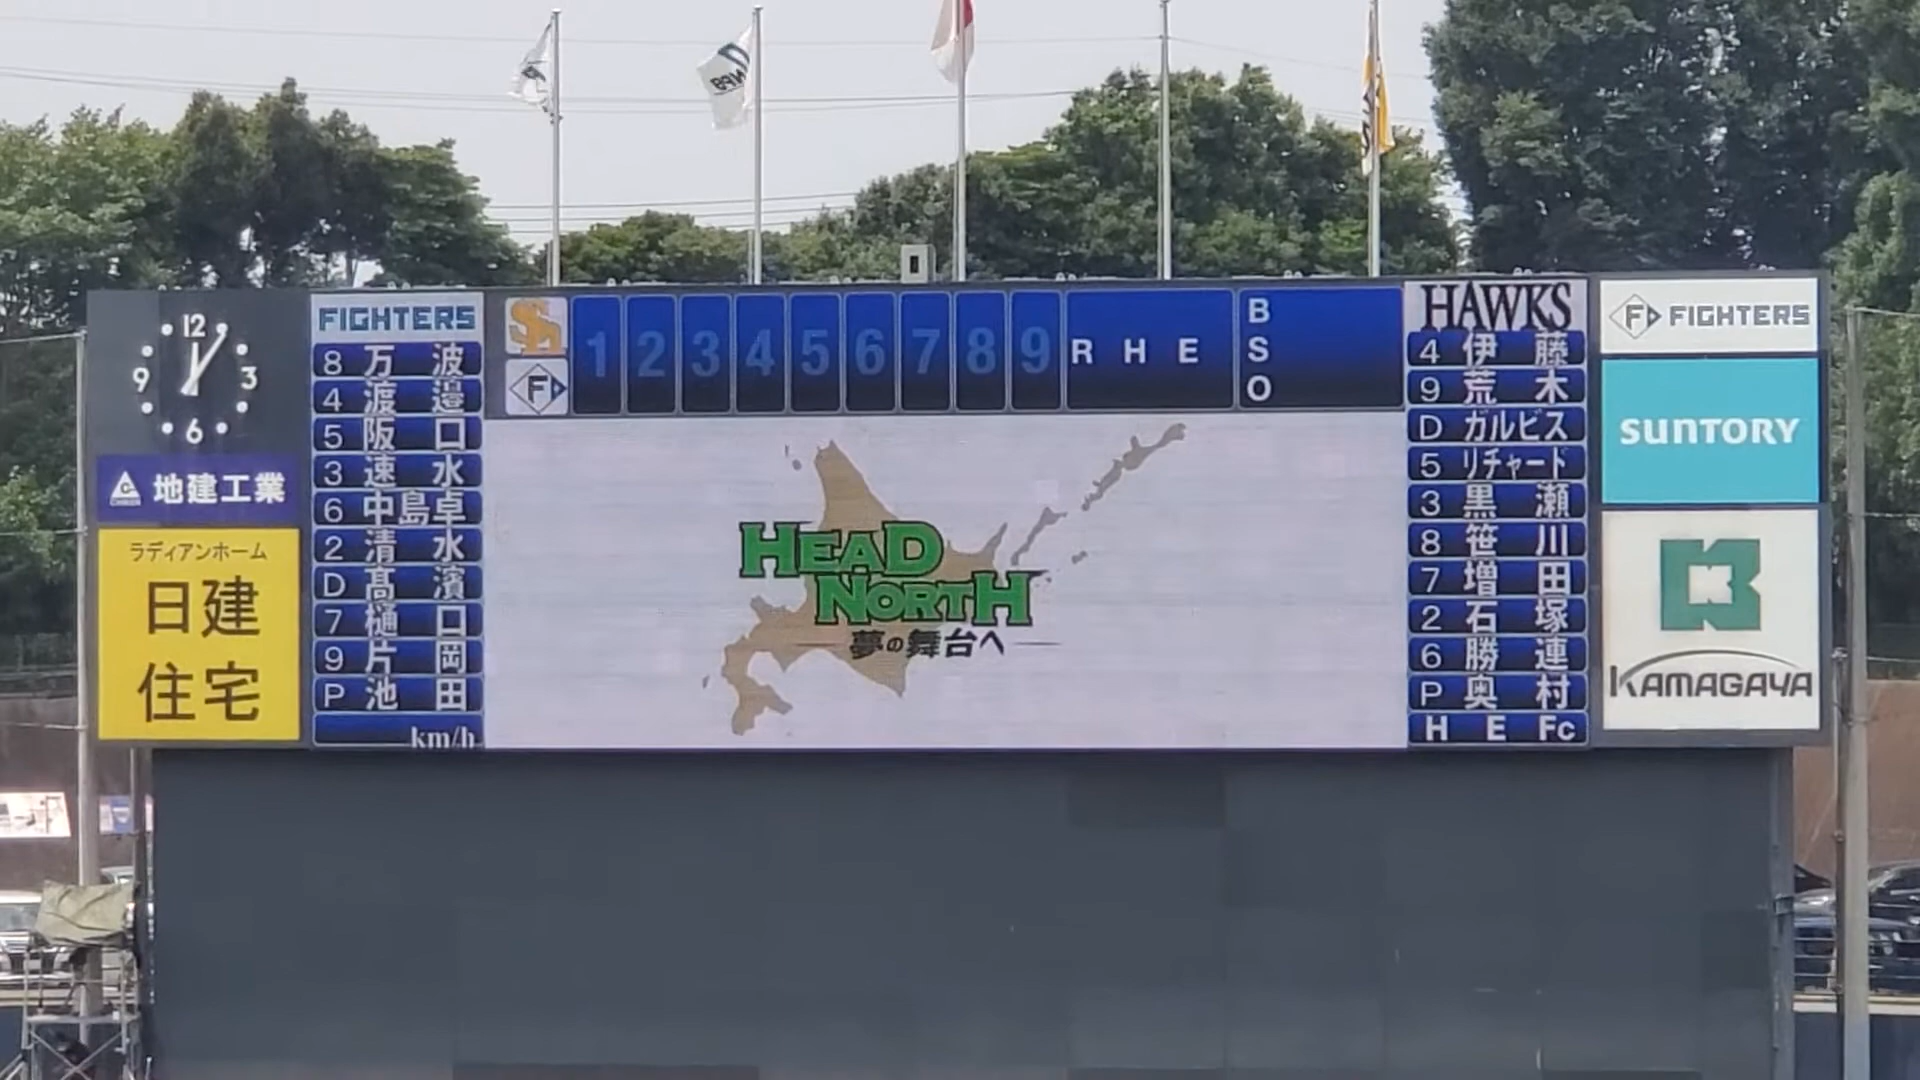 NPB
12
3
6
9
地建工業
ラディアンホーム
日建
住宅
FIGHTERS
8 万波
4 渡邉
5 阪口
3 速水
6 中島卓
2 清水
D 髙濱
7 樋口
9 片岡
P 池田
km/h
Sh 1 2 3 4 5 6 7 8 9 R H E
F
B
S
O
HEAD
NORTH
夢の舞台へ
HAWKS
4 伊藤
9 荒木
D ガルビス
5 リチャード
3 黒瀬
8 笹川
7 増田
2 石塚
6 勝連
P 奥村
H E Fc
F FIGHTERS
SUNTORY
KAMAGAYA